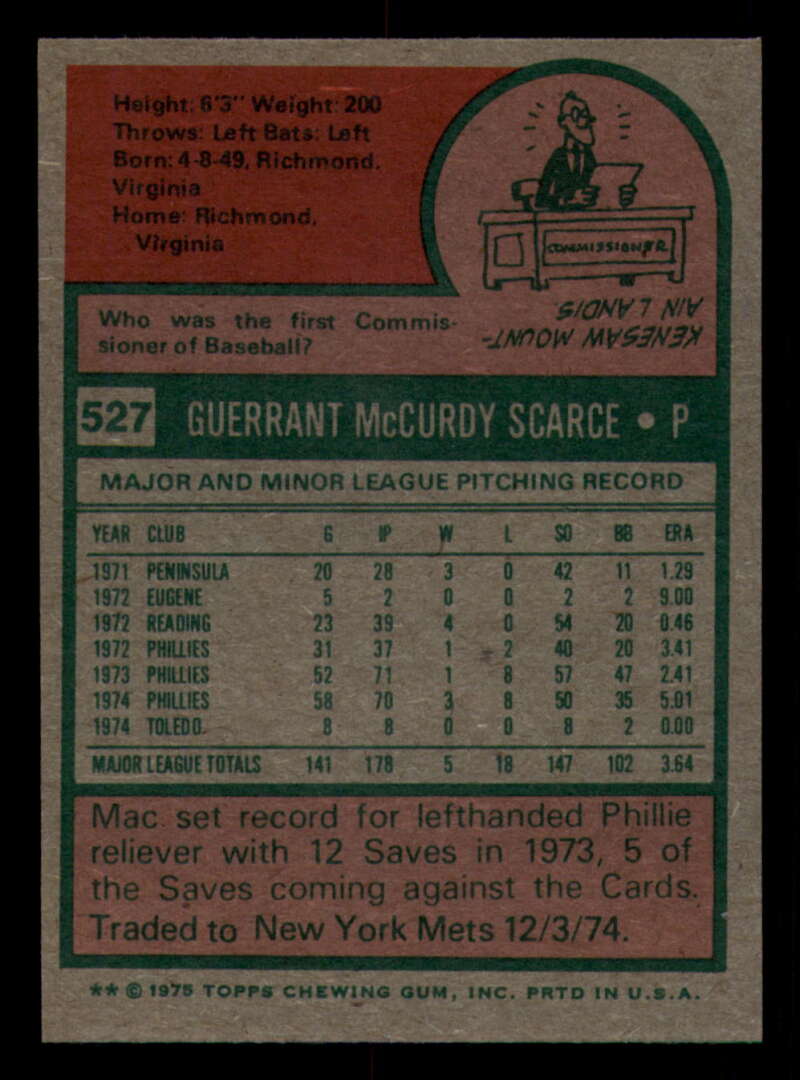 Height: 6'3" Weight: 200
Throws: Left Bats: Left
Born: 4-8-49, Richmond,
Virginia
Home: Richmond,
Virginia
COMMISSIONER
Who was the first Commis-
sioner of Baseball?
KENESAW MOUNT-
AIN LANDIS.
527 GUERRANT McCURDY SCARCE • P
MAJOR AND MINOR LEAGUE PITCHING RECORD
YEAR CLUB G IP W L SO BB ERA
1971 PENINSULA 20 28 3 0 42 11 1.29
1972 EUGENE 5 2 0 0 2 2 9.00
1972 READING 23 39 4 0 54 20 0.46
1972 PHILLIES 31 37 1 2 40 20 3.41
1973 PHILLIES 52 71 1 8 57 47 2.41
1974 PHILLIES 58 70 3 8 50 35 5.01
1974 TOLEDO 8 8 0 0 8 2 0.00
MAJOR LEAGUE TOTALS 141 178 5 18 147 102 3.64
Mac set record for lefthanded Phillie
reliever with 12 Saves in 1973, 5 of
the Saves coming against the Cards.
Traded to New York Mets 12/3/74.
** © 1975 TOPPS CHEWING GUM, INC. PRTD IN U.S.A.